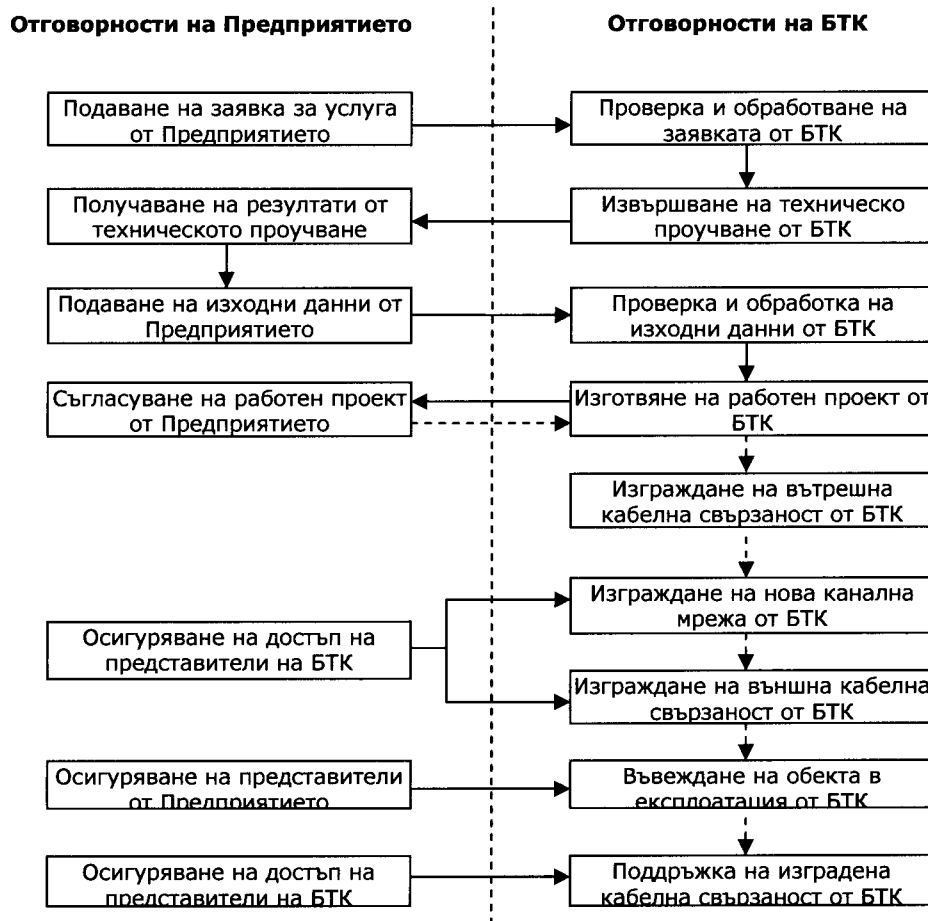 Отговорности на Предприятието
Отговорности на БТК
Подаване на заявка за услуга
от Предприятието
Проверка и обработване на
заявката от БТК
Получаване на резултати от
техническото проучване
Извършване на техническо
проучване от БТК
Подаване на изходни данни от
Предприятието
Проверка и обработка на
изходни данни от БТК
Съгласуване на работен проект
от Предприятието
Изготвяне на работен проект от
БТК
Изграждане на вътрешна
кабелна свързаност от БТК
Осигуряване на достъп на
представители на БТК
Изграждане на нова канална
мрежа от БТК
Изграждане на външна кабелна
свързаност от БТК
Осигуряване на представители
от Предприятието
Въвеждане на обекта в
експлоатация от БТК
Осигуряване на достъп на
представители на БТК
Поддръжка на изградена
кабелна свързаност от БТК